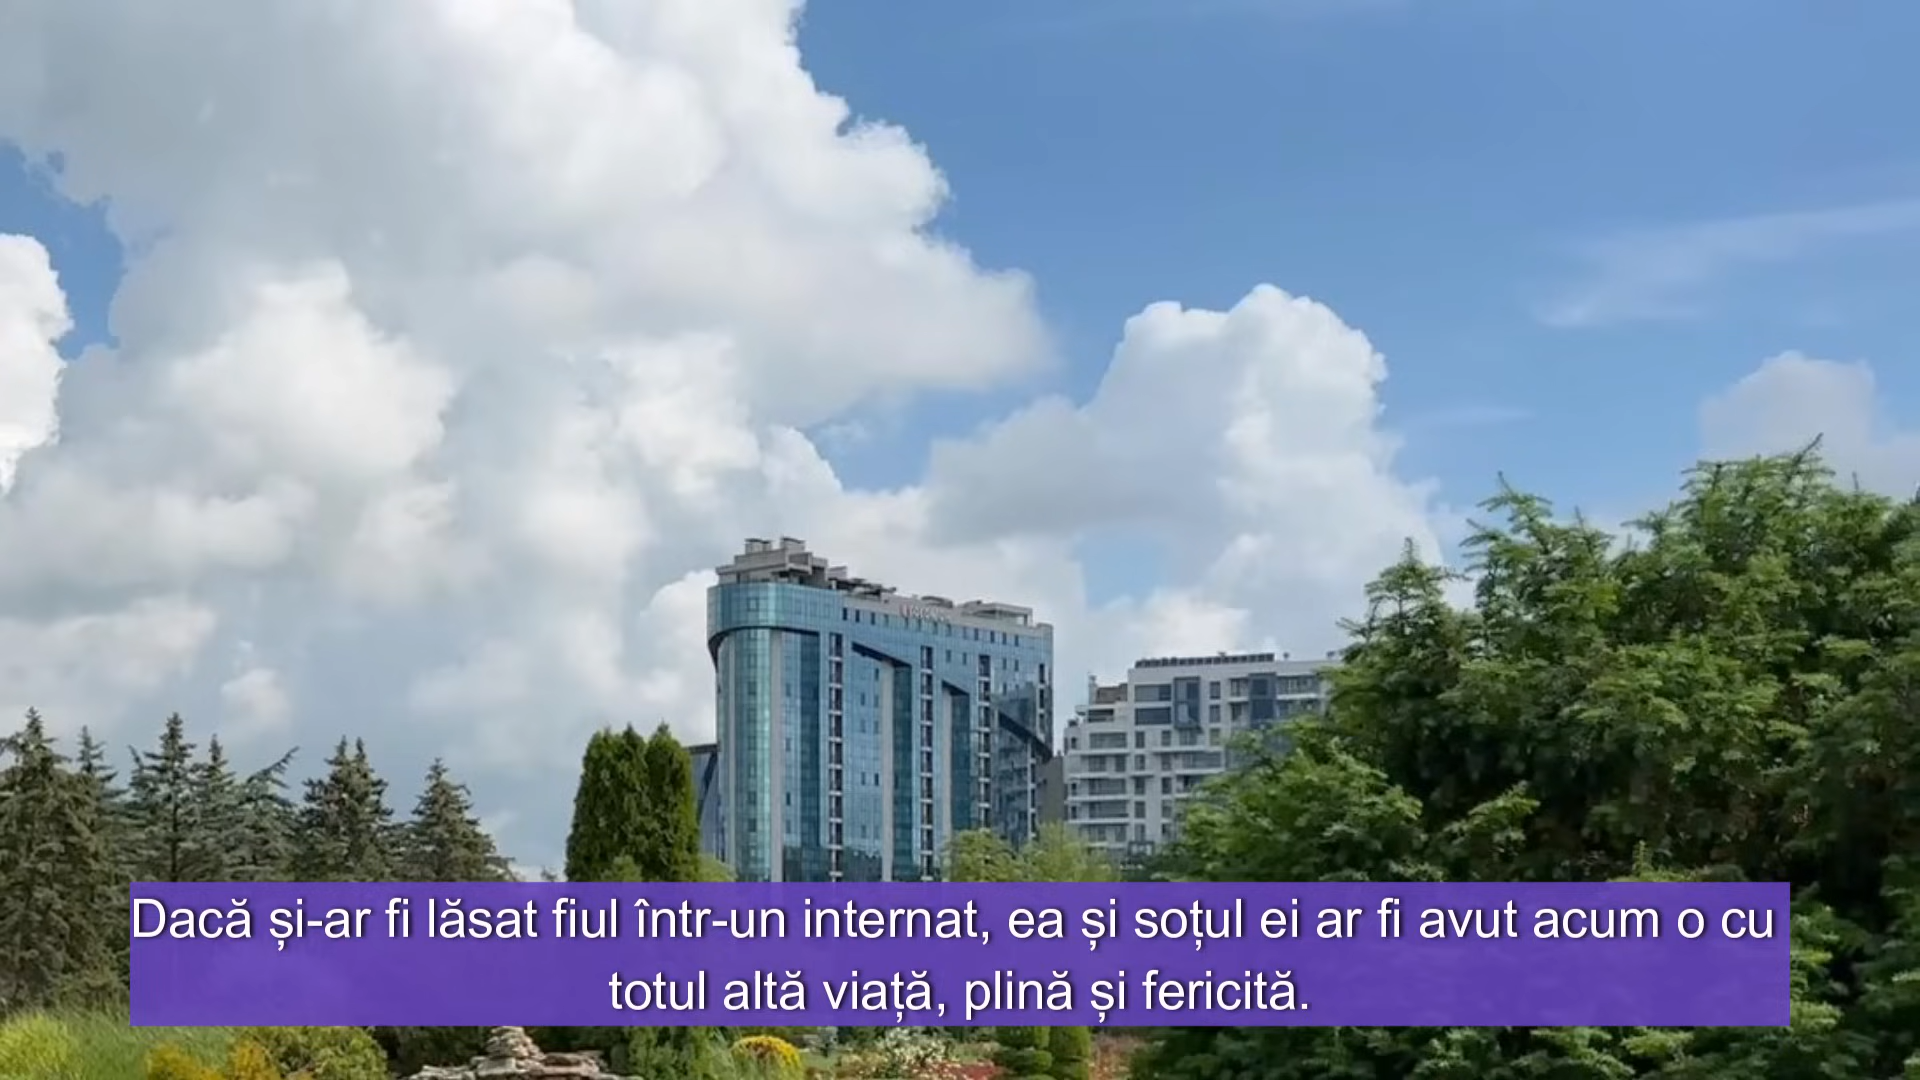 Dacă și-ar fi lăsat fiul într-un internat, ea și soțul ei ar fi avut acum o cu
totul altă viață, plină și fericită.